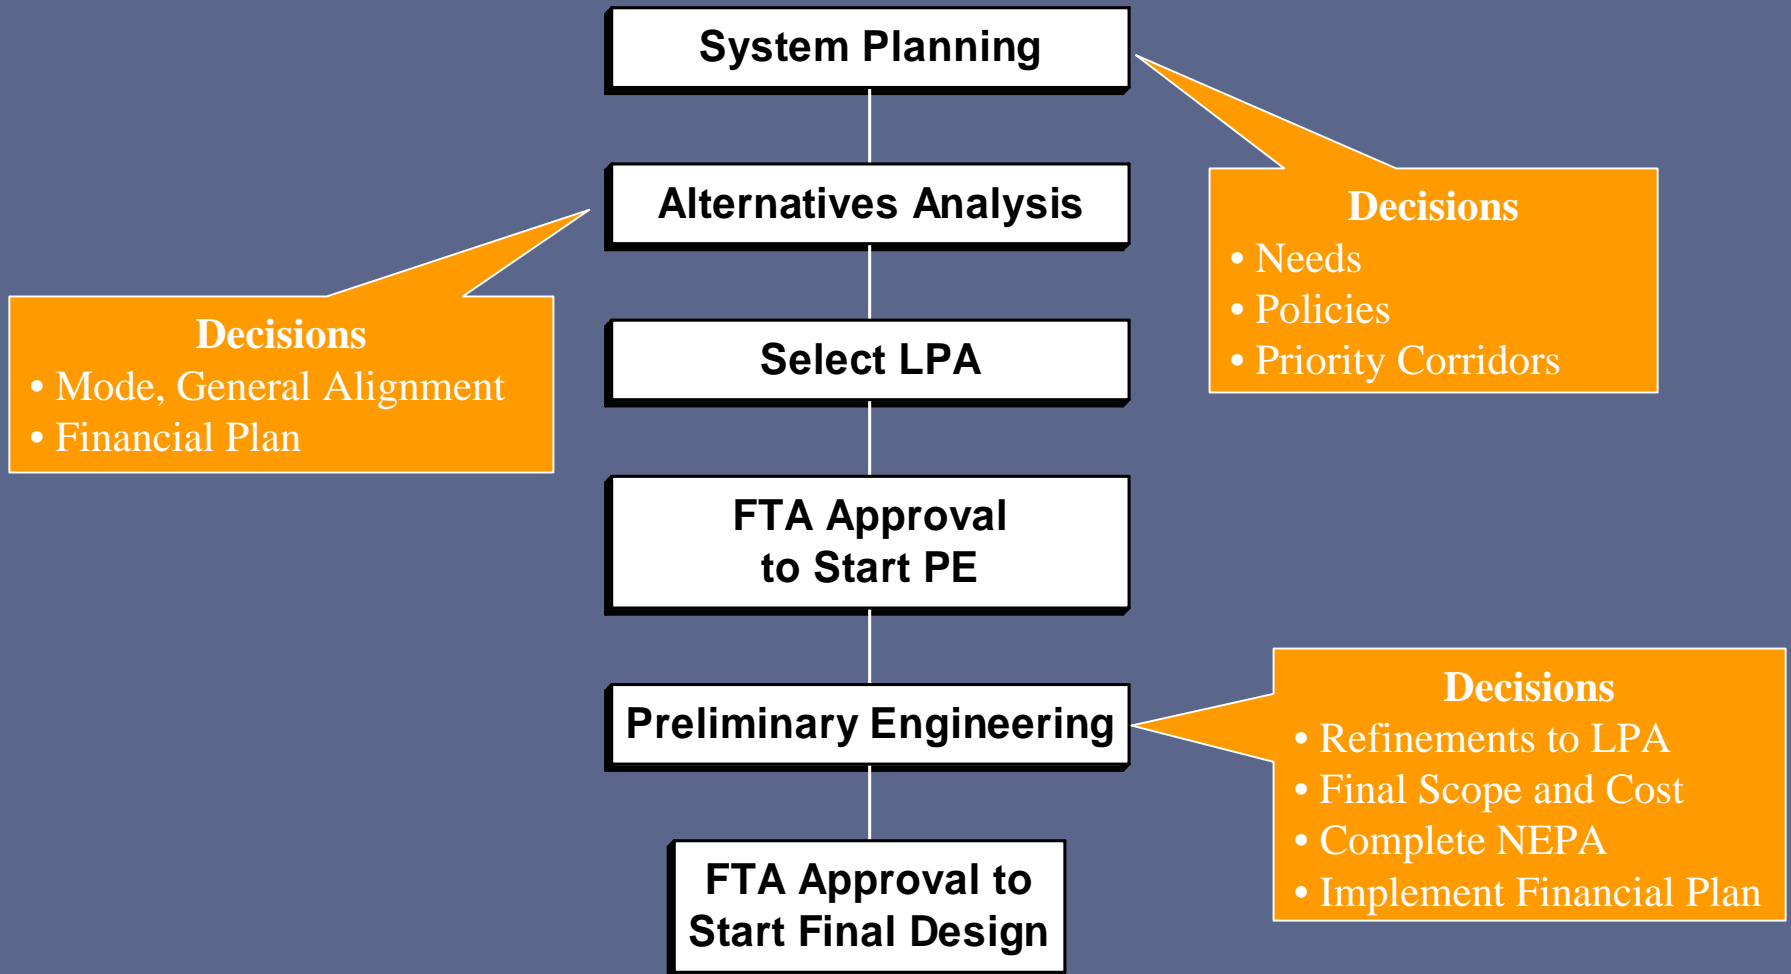 System Planning
Alternatives Analysis
Select LPA
FTA Approval
to Start PE
Preliminary Engineering
FTA Approval to
Start Final Design
Decisions
• Needs
• Policies
• Priority Corridors
Decisions
• Mode, General Alignment
• Financial Plan
Decisions
• Refinements to LPA
• Final Scope and Cost
• Complete NEPA
• Implement Financial Plan